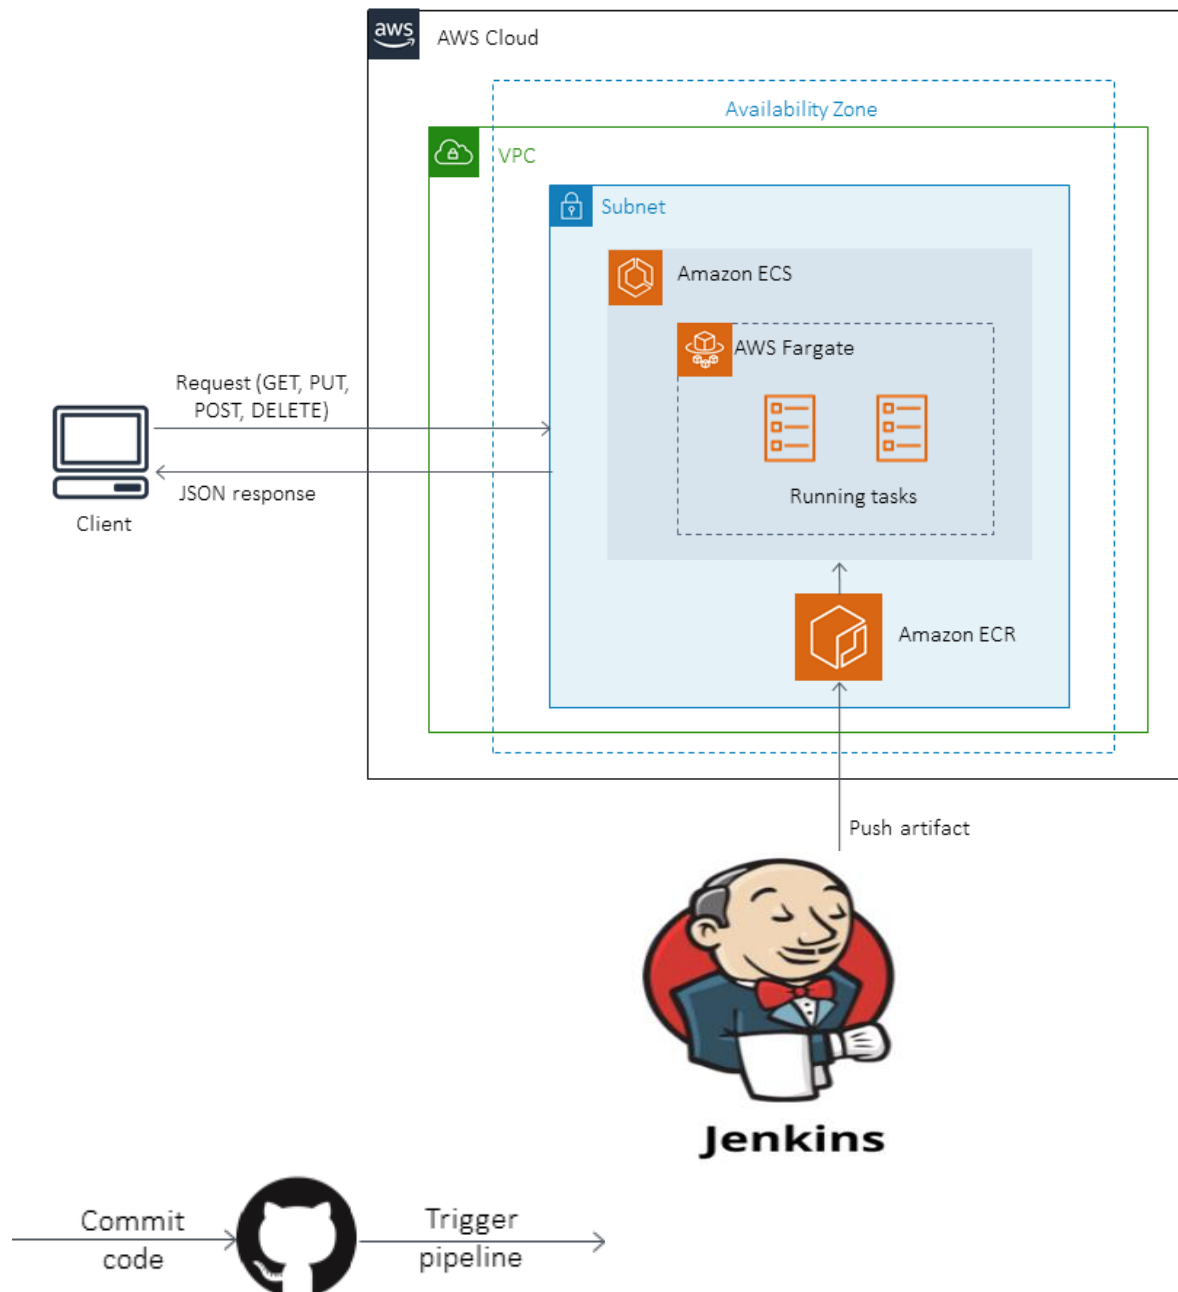 aws
AWS Cloud
Availability Zone
VPC
Subnet
Amazon ECS
AWS Fargate
Running tasks
Request (GET, PUT,
POST, DELETE)
JSON response
Client
Amazon ECR
Push artifact
Jenkins
Commit
code
Trigger
pipeline